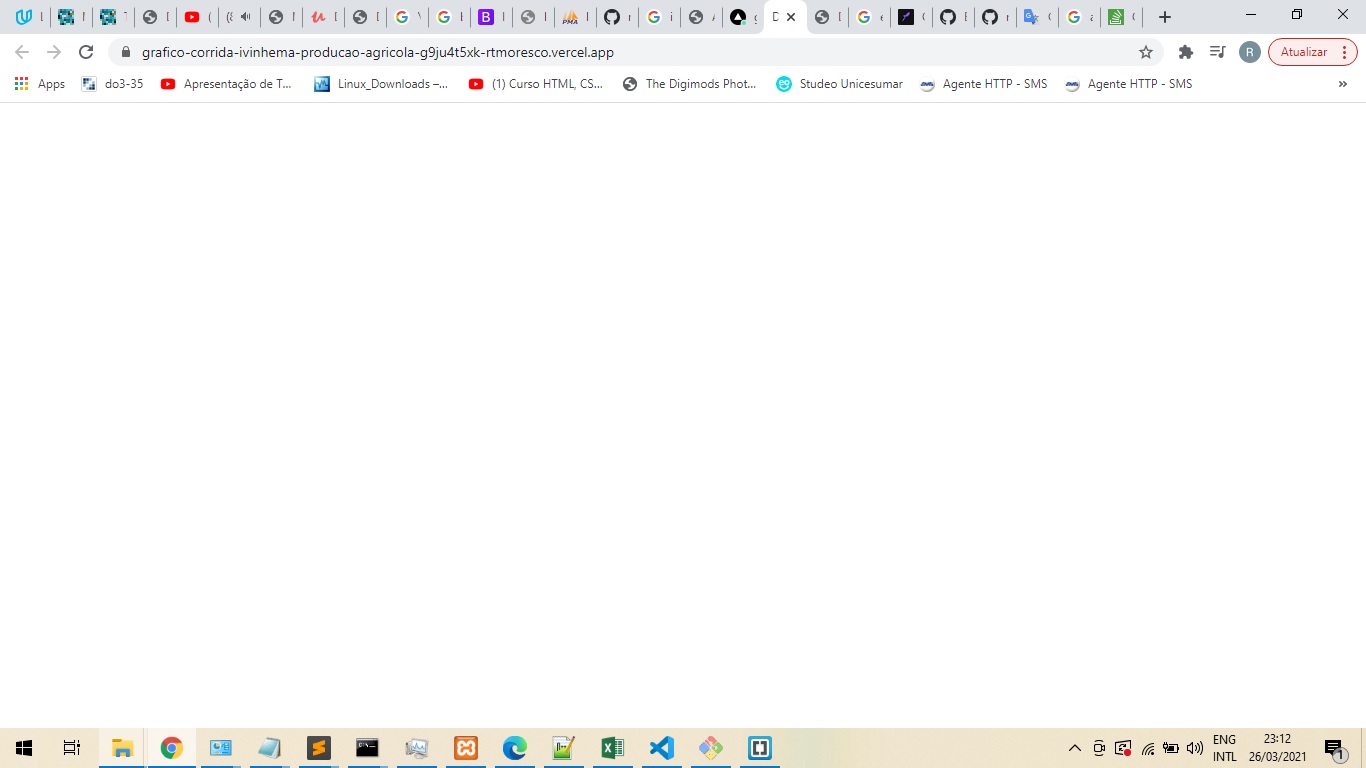 grafico-corrida-ivinhema-producao-agricola-g9ju4t5xk-rtmoresco.vercel.app
R
Atualizar
Apps
do3-35
Apresentação de T...
Linux_Downloads –...
(1) Curso HTML, CS...
The Digimods Phot...
Studeo Unicesumar
Agente HTTP - SMS
Agente HTTP - SMS
»
ENG
INTL
23:12
26/03/2021
1